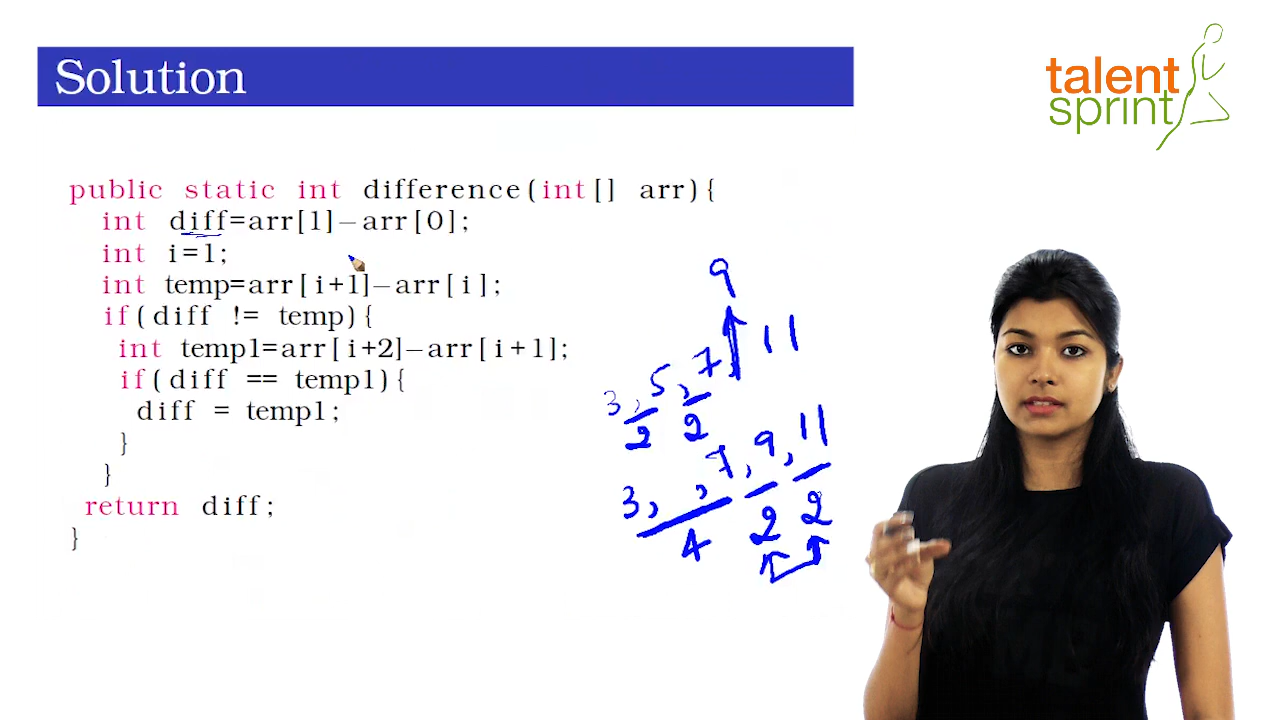 Solution
talent
sprint
public static int difference(int[] arr){
int diff=arr[1]–arr[0];
int i=1;
int temp=arr[i+1]–arr[i];
if(diff != temp){
int temp1=arr[i+2]–arr[i+1];
if(diff == temp1){
diff = temp1;
}
}
return diff;
}
9
3, 5, 7, 11
2 2
3, , 7, 9, 11
4 2 2